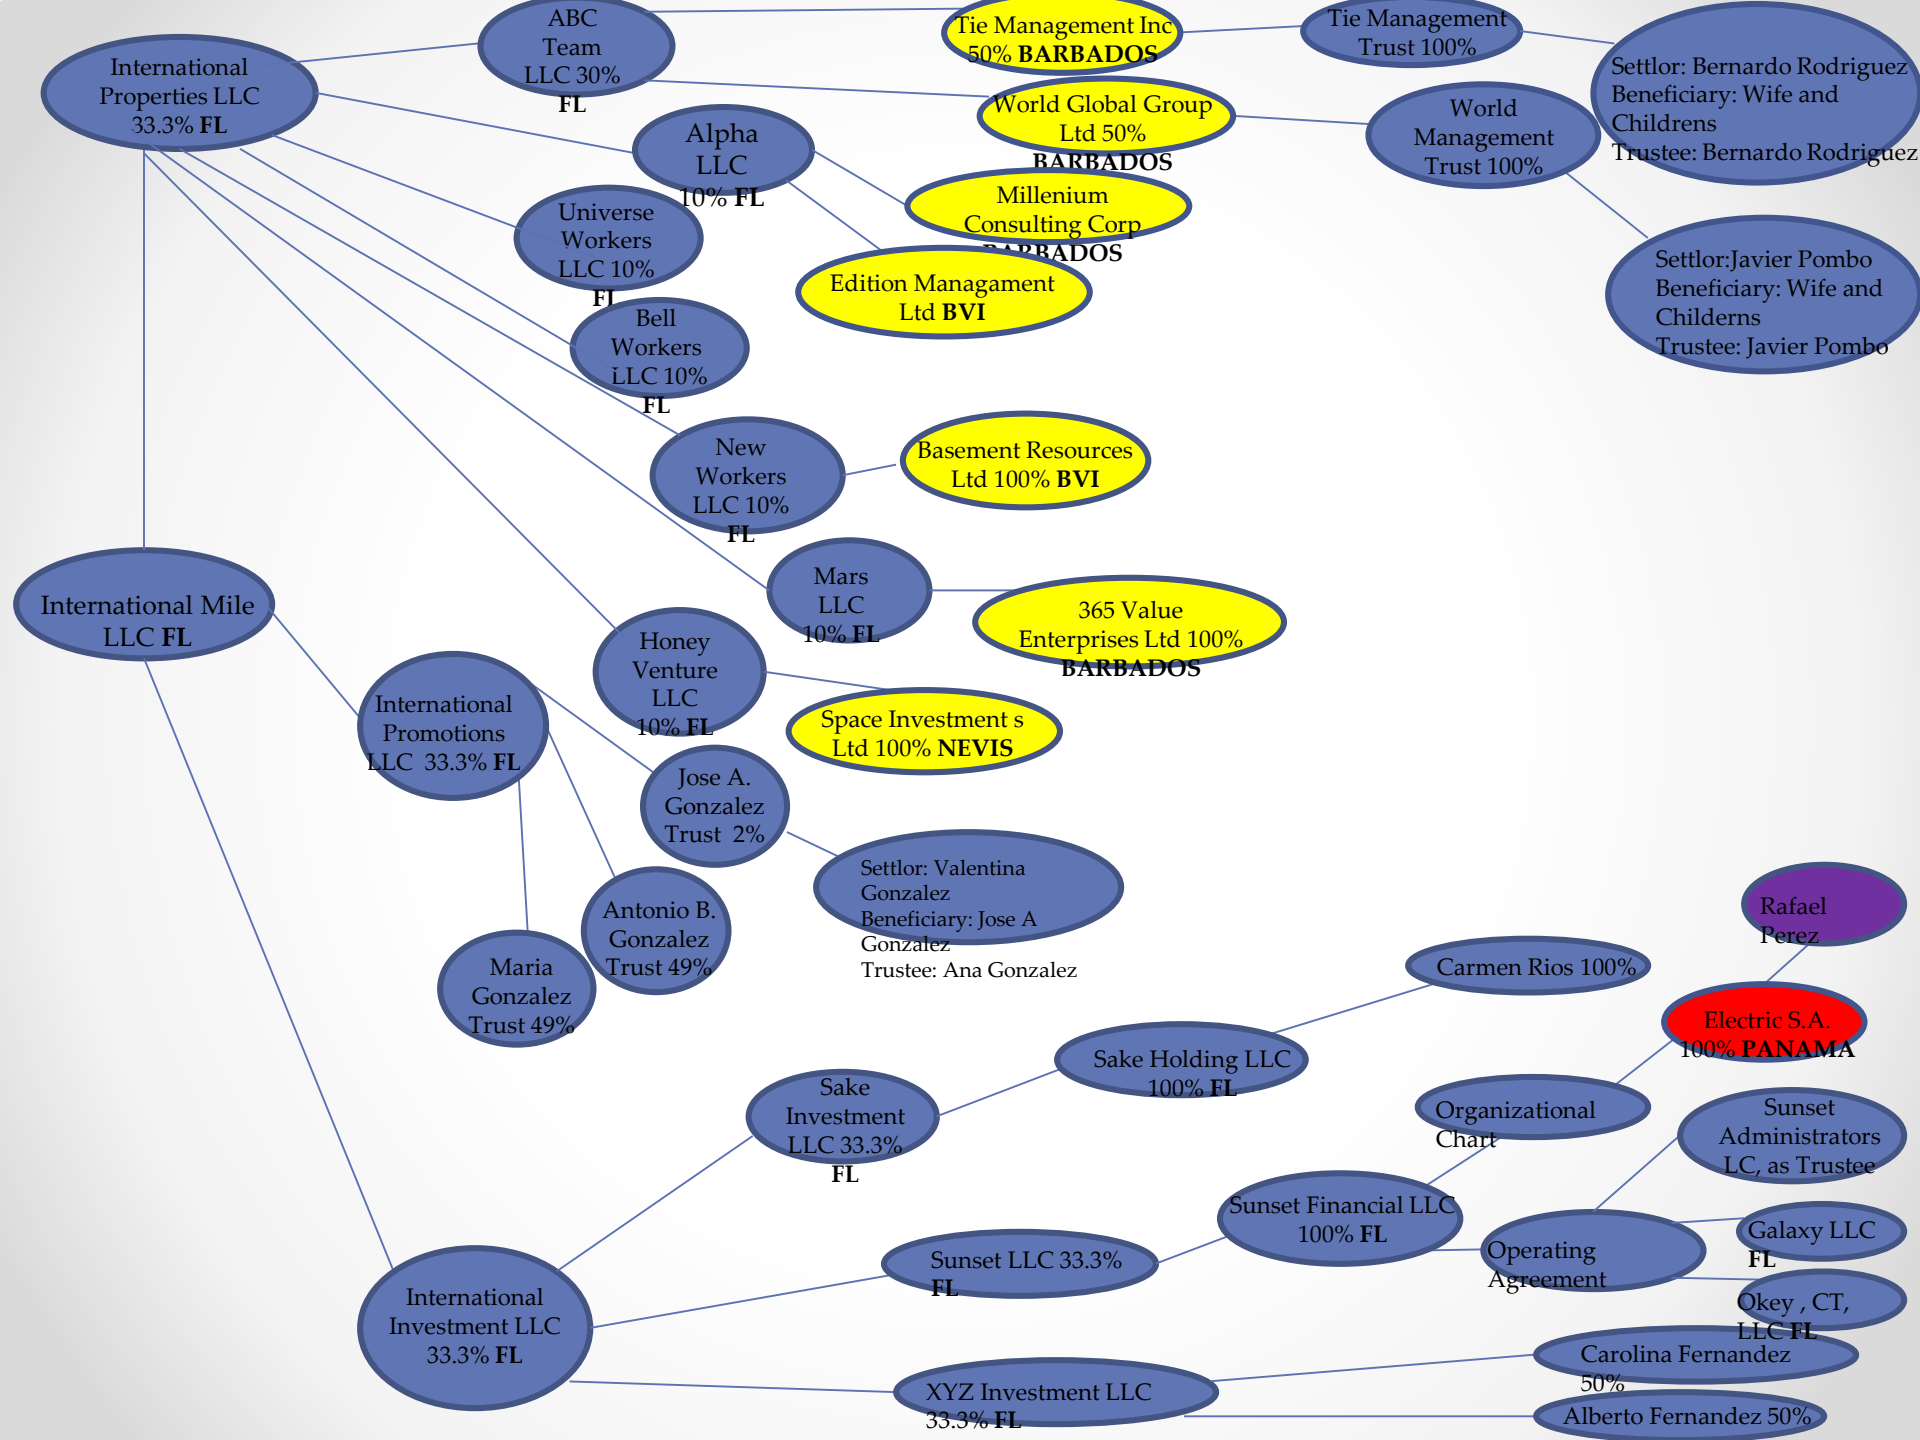 International
Properties LLC
33.3% FL
ABC
Team
LLC 30%
FL
Tie Management Inc
50% BARBADOS
Tie Management
Trust 100%
Settlor: Bernardo Rodriguez
Beneficiary: Wife and
Childrens
Trustee: Bernardo Rodriguez
World Global Group
Ltd 50%
BARBADOS
World
Management
Trust 100%
Settlor:Javier Pombo
Beneficiary: Wife and
Childerns
Trustee: Javier Pombo
Alpha
LLC
10% FL
Millenium
Consulting Corp
BARBADOS
Edition Managament
Ltd BVI
Universe
Workers
LLC 10%
FL
Bell
Workers
LLC 10%
FL
New
Workers
LLC 10%
FL
Basement Resources
Ltd 100% BVI
Mars
LLC
10% FL
365 Value
Enterprises Ltd 100%
BARBADOS
Honey
Venture
LLC
10% FL
Space Investment s
Ltd 100% NEVIS
International Mile
LLC FL
International
Promotions
LLC 33.3% FL
Jose A.
Gonzalez
Trust 2%
Settlor: Valentina
Gonzalez
Beneficiary: Jose A
Gonzalez
Trustee: Ana Gonzalez
Antonio B.
Gonzalez
Trust 49%
Maria
Gonzalez
Trust 49%
International
Investment LLC
33.3% FL
Sake
Investment
LLC 33.3%
FL
Sake Holding LLC
100% FL
Carmen Rios 100%
Rafael
Perez
Electric S.A.
100% PANAMA
Organizational
Chart
Sunset
Administrators
LC, as Trustee
Sunset LLC 33.3%
FL
Sunset Financial LLC
100% FL
Operating
Agreement
Galaxy LLC
FL
Okey , CT,
LLC FL
XYZ Investment LLC
33.3% FL
Carolina Fernandez
50%
Alberto Fernandez 50%